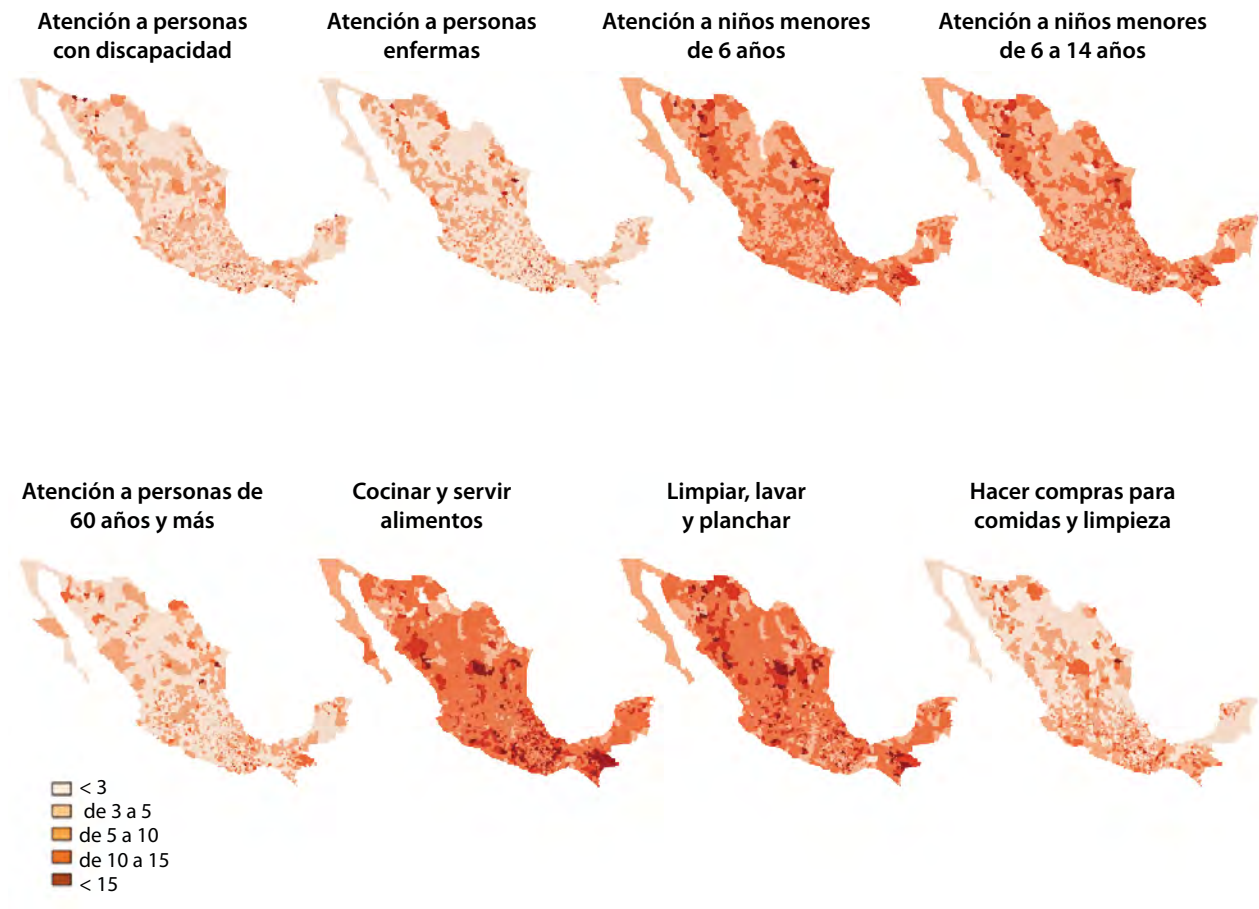 Atención a personas
con discapacidad
Atención a personas
enfermas
Atención a niños menores
de 6 años
Atención a niños menores
de 6 a 14 años
Atención a personas de
60 años y más
Cocinar y servir
alimentos
Limpiar, lavar
y planchar
Hacer compras para
comidas y limpieza
< 3
de 3 a 5
de 5 a 10
de 10 a 15
< 15